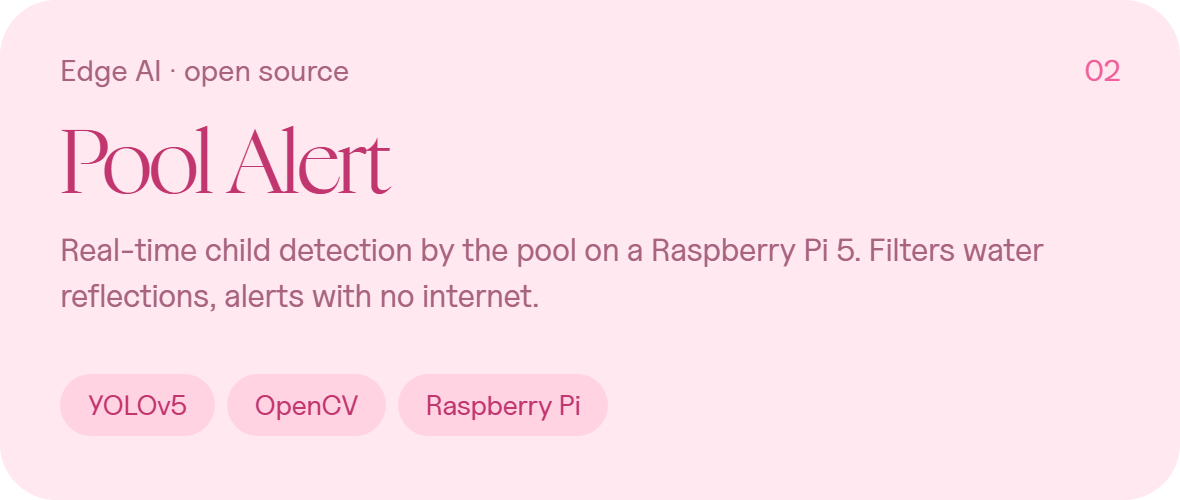 Edge AI · open source
02
Pool Alert
Real-time child detection by the pool on a Raspberry Pi 5. Filters water
reflections, alerts with no internet.
YOLOv5
OpenCV
Raspberry Pi